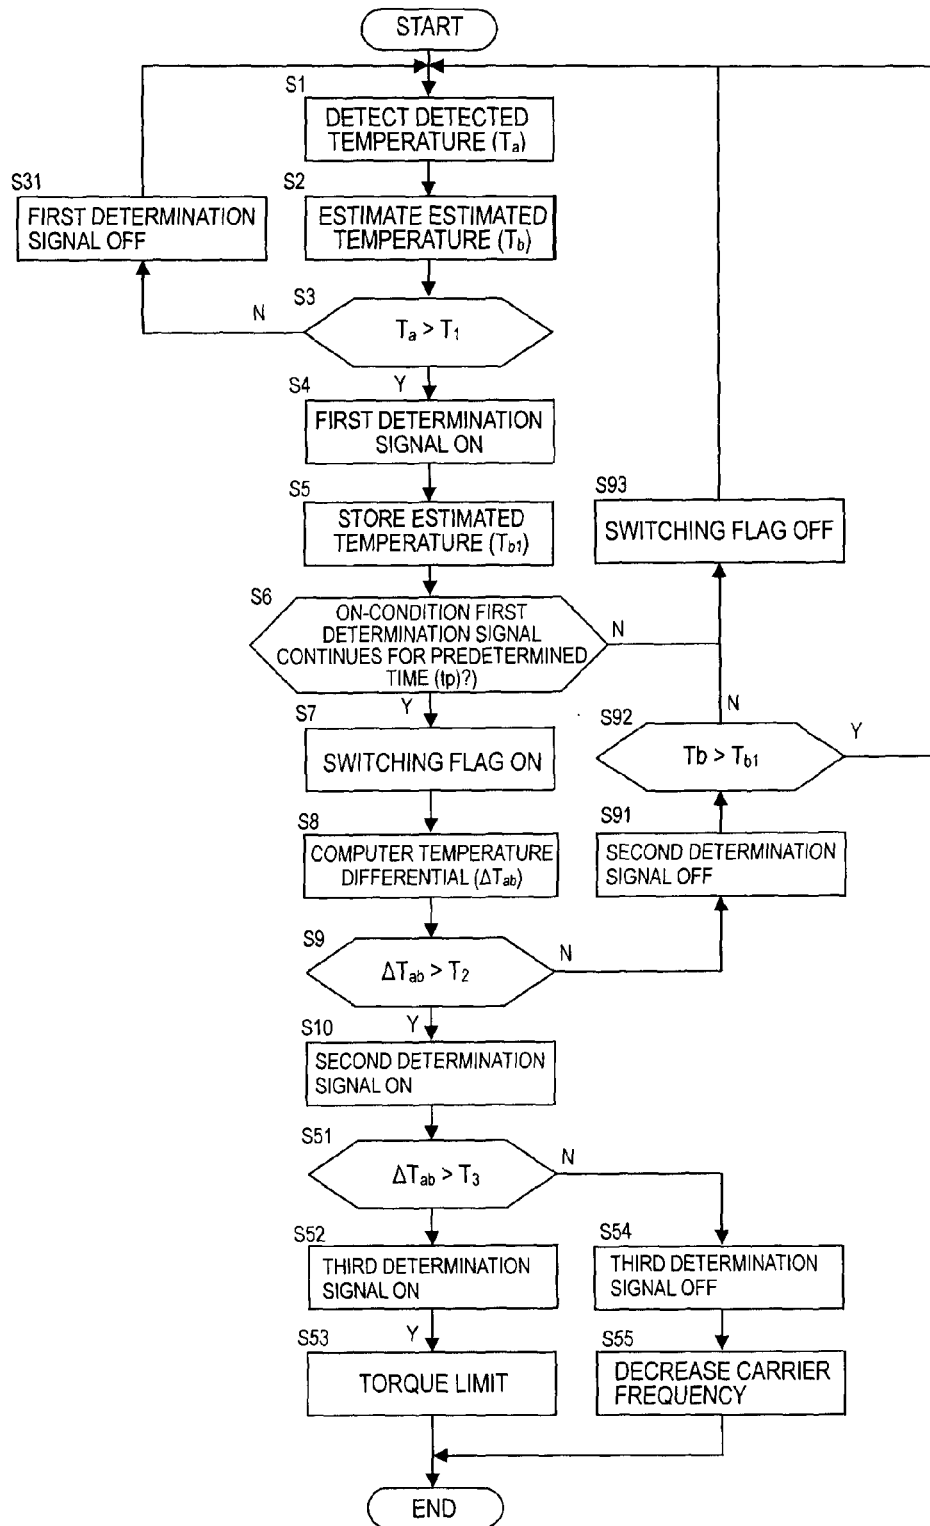 START
S1
DETECT DETECTED
TEMPERATURE (Ta)
S2
ESTIMATE ESTIMATED
TEMPERATURE (Tb)
S31
FIRST DETERMINATION
SIGNAL OFF
S3
N
Ta > T1
Y
S4
FIRST DETERMINATION
SIGNAL ON
S5
STORE ESTIMATED
TEMPERATURE (Tb1)
S93
SWITCHING FLAG OFF
S6
ON-CONDITION FIRST
DETERMINATION SIGNAL
CONTINUES FOR PREDETERMINED
TIME (tp)?)
N
Y
S7
SWITCHING FLAG ON
S92
N
Tb > Tb1
Y
S8
COMPUTER TEMPERATURE
DIFFERENTIAL (ΔTab)
S91
SECOND DETERMINATION
SIGNAL OFF
S9
ΔTab > T2
N
Y
S10
SECOND DETERMINATION
SIGNAL ON
S51
ΔTab > T3
N
S52
THIRD DETERMINATION
SIGNAL ON
S54
THIRD DETERMINATION
SIGNAL OFF
Y
S53
TORQUE LIMIT
S55
DECREASE CARRIER
FREQUENCY
END